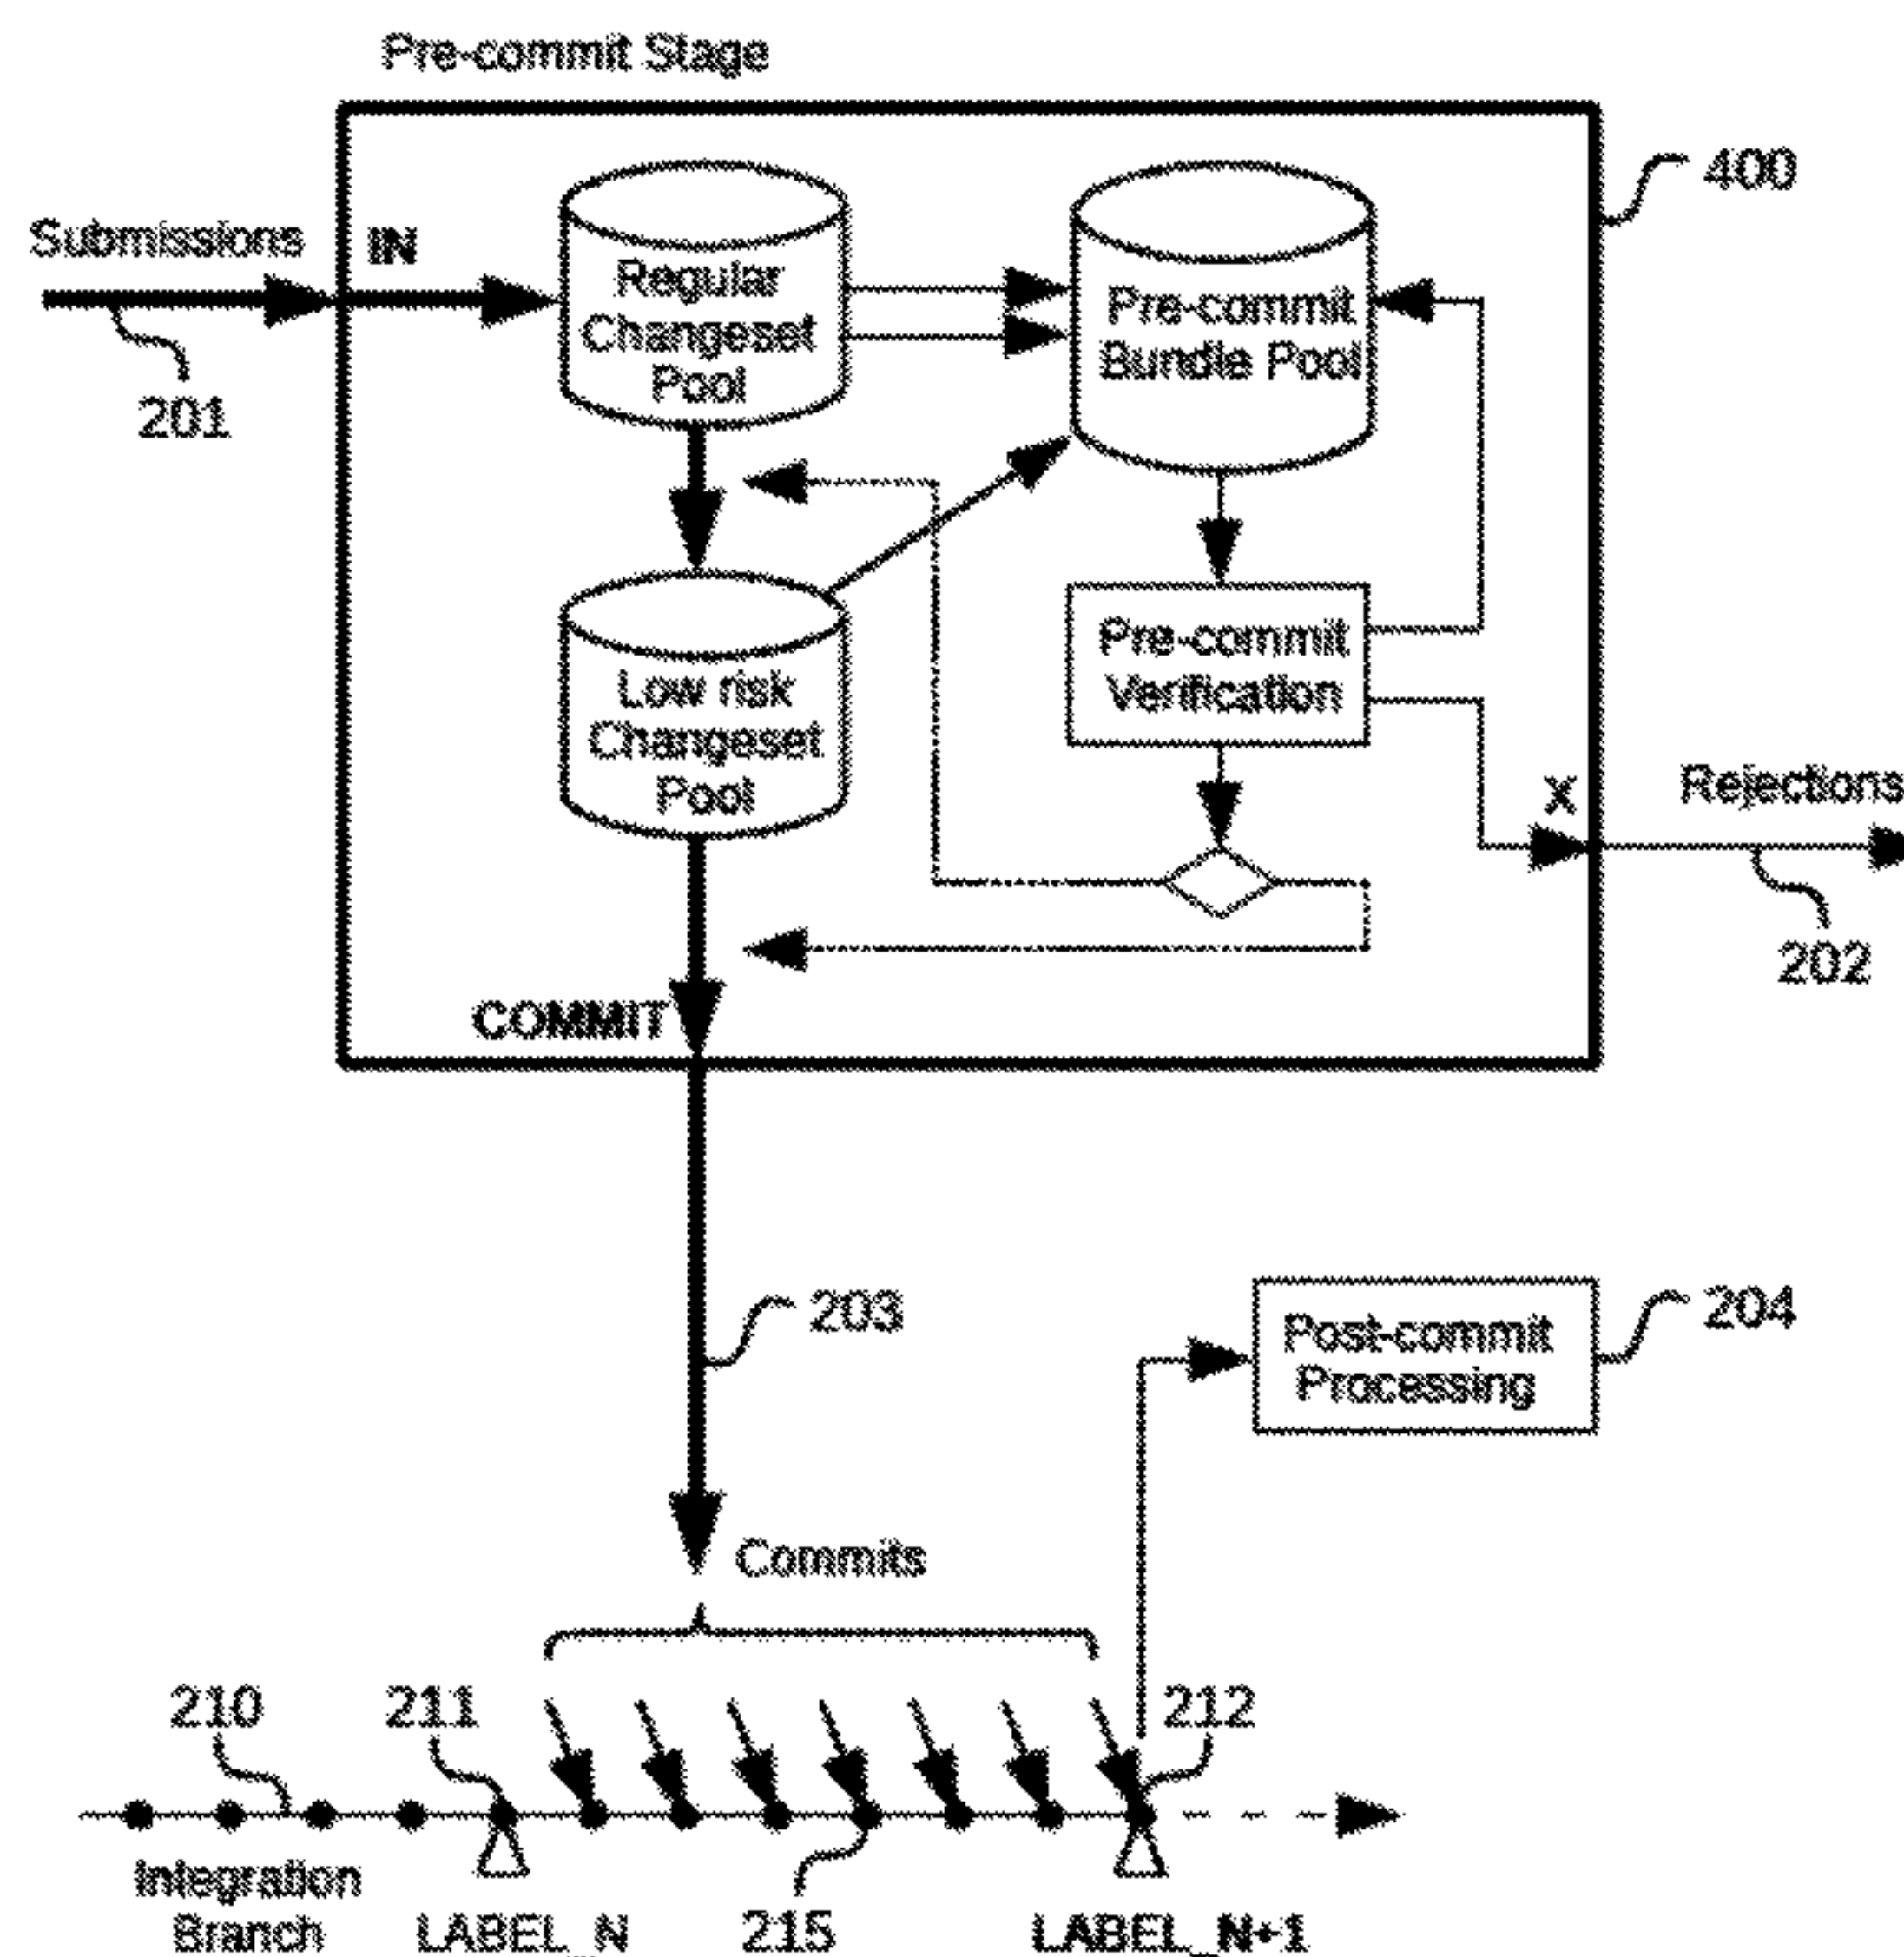 Pre-commit Stage
400
Submissions
IN
201
Regular
Changeset
Pool
Pre-commit
Bundle Pool
Low risk
Changeset
Pool
Pre-commit
Verification
X
Rejections
202
COMMIT
203
Post-commit
Processing
204
Commits
210
211
212
Integration
Branch
LABEL_N
215
LABEL_N+1